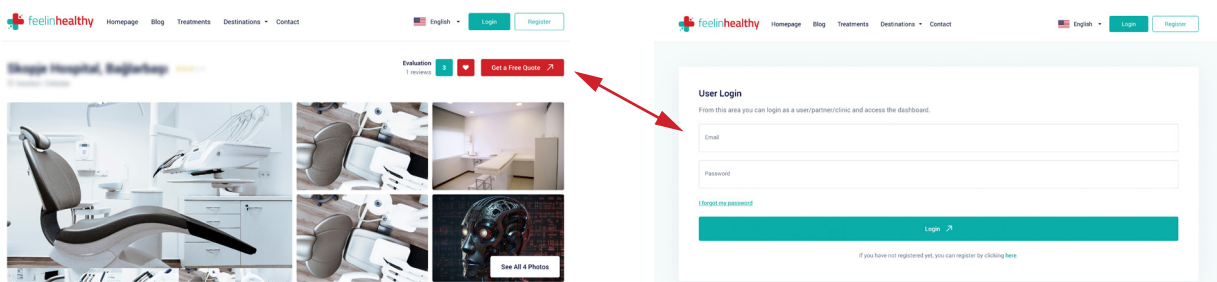 feelinhealthy Homepage Blog Treatments Destinations Contact English Login Register
Evaluation
1 reviews
3
Get a Free Quote
See All 4 Photos
feelinhealthy Homepage Blog Treatments Destinations Contact English Login Register
User Login
From this area you can login as a user/partner/clinic and access the dashboard.
Email
Password
I forgot my password
Login
If you have not registered yet, you can register by clicking here.